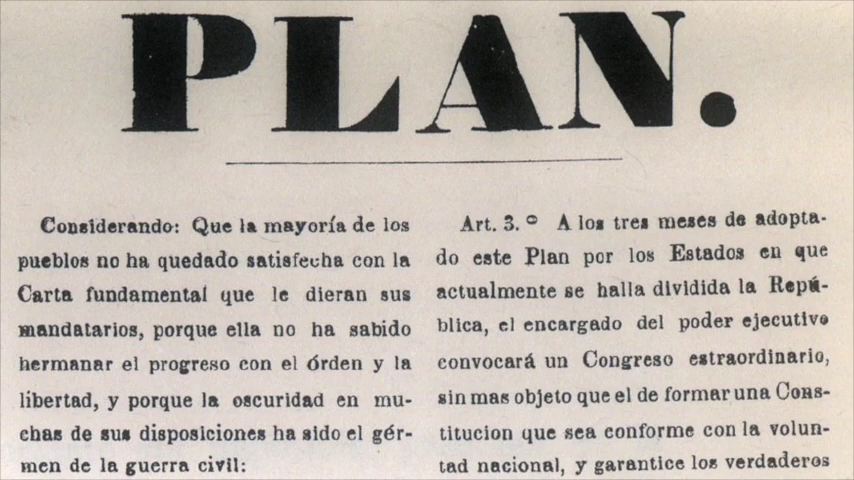 PLAN.
Considerando: Que la mayoría de los
pueblos no ha quedado satisfecha con la
Carta fundamental que le dieran sus
mandatarios, porque ella no ha sabido
hermanar el progreso con el órden y la
libertad, y porque la oscuridad en mu-
chas de sus disposiciones ha sido el gér-
men de la guerra civil:
Art. 3.º A los tres meses de adopta-
do este Plan por los Estados en que
actualmente se halla dividida la Repú-
blica, el encargado del poder ejecutivo
convocará un Congreso estraordinario,
sin mas objeto que el de formar una Cons-
titucion que sea conforme con la volun-
tad nacional, y garantice los verdaderos